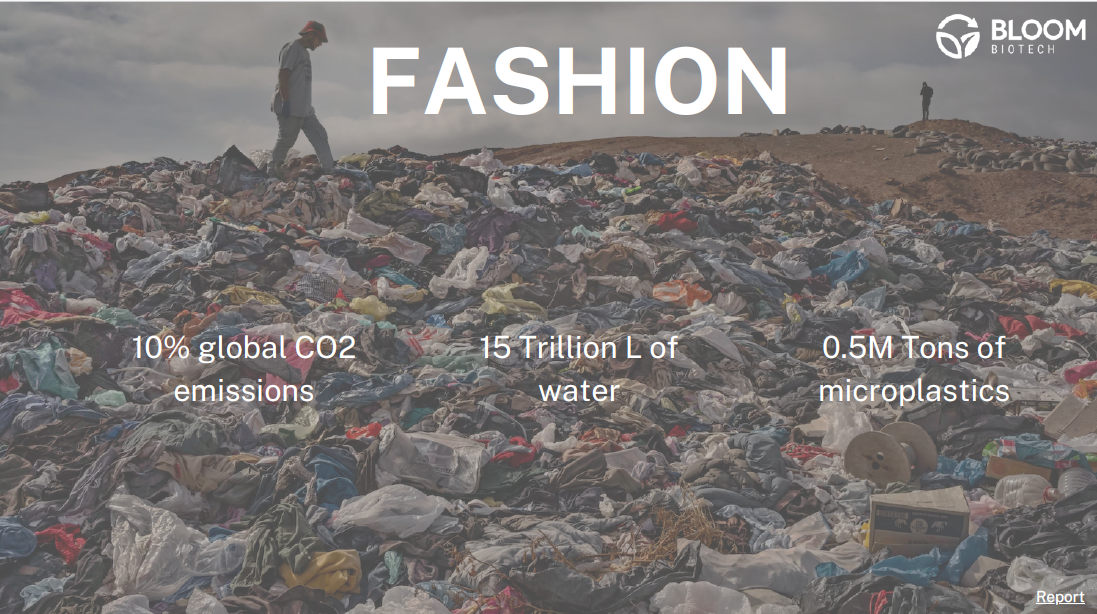 BLOOM
BIOTECH
FASHION
10% global CO2
emissions
15 Trillion L of
water
0.5M Tons of
microplastics
Report